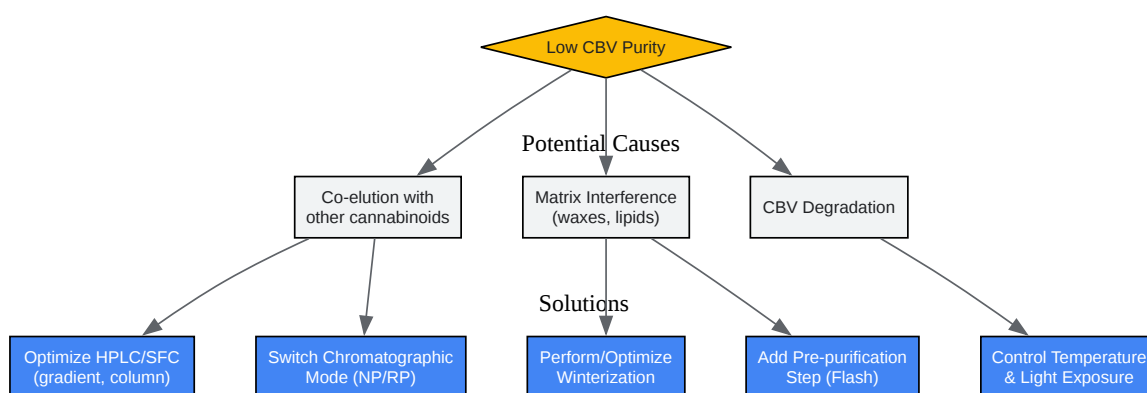 Low CBV Purity
Potential Causes
Co-elution with
other cannabinoids
Matrix Interference
(waxes, lipids)
CBV Degradation
Solutions
Optimize HPLC/SFC
(gradient, column)
Switch Chromatographic
Mode (NP/RP)
Perform/Optimize
Winterization
Add Pre-purification
Step (Flash)
Control Temperature
& Light Exposure